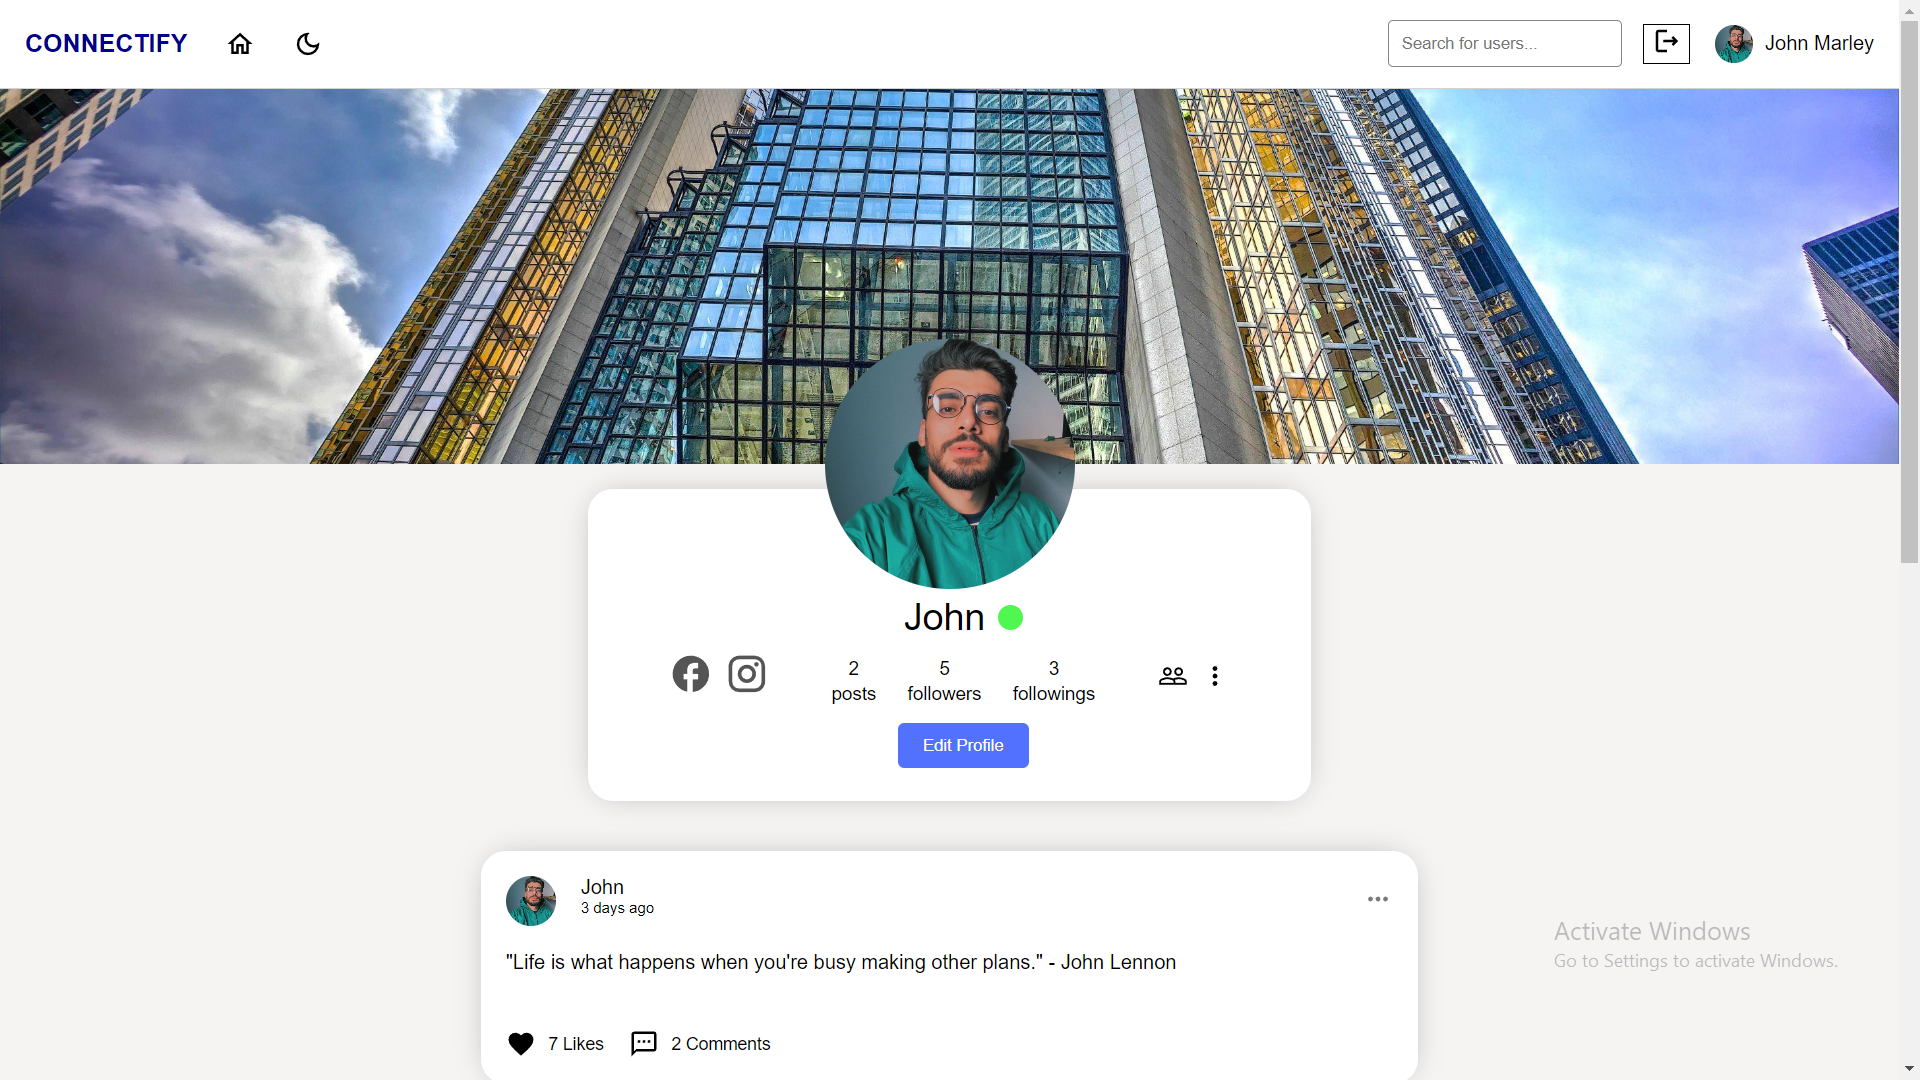 CONNECTIFY
Search for users...
John Marley
John
2 posts
5 followers
3 followings
Edit Profile
John
3 days ago
"Life is what happens when you're busy making other plans." - John Lennon
7 Likes
2 Comments
Activate Windows
Go to Settings to activate Windows.